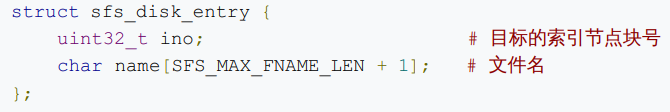 struct sfs_disk_entry {
    uint32_t ino;                          # 目标的索引节点块号
    char name[SFS_MAX_FNAME_LEN + 1];   # 文件名
};